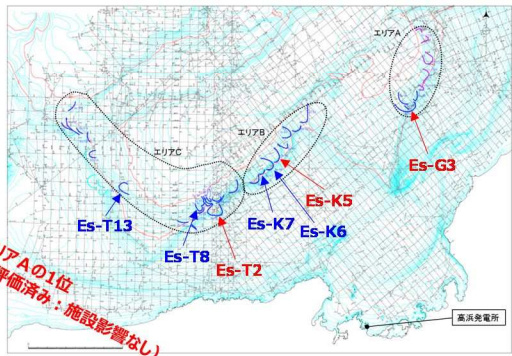 エリアA
エリアB
エリアC
Es-G3
Es-K5
Es-K7
Es-K6
Es-T13
Es-T8
Es-T2
リアAの1位
評価済み：施設影響なし）
高浜発電所